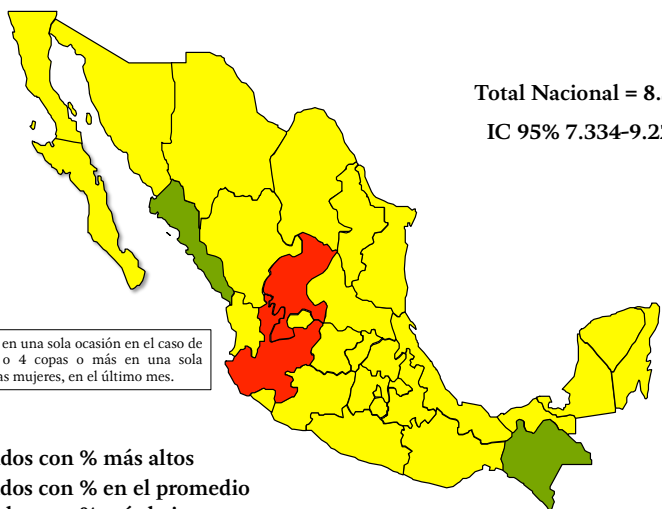 Total Nacional = 8.
IC 95% 7.334-9.2
en una sola ocasión en el caso de
o 4 copas o más en una sola
mujeres, en el último mes.
dos con % más altos
dos con % en el promedio